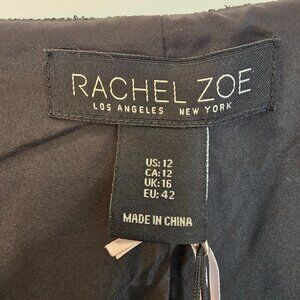 RACHEL ZOE
LOS ANGELES NEW YORK
US: 12
CA: 12
UK: 16
EU: 42
MADE IN CHINA